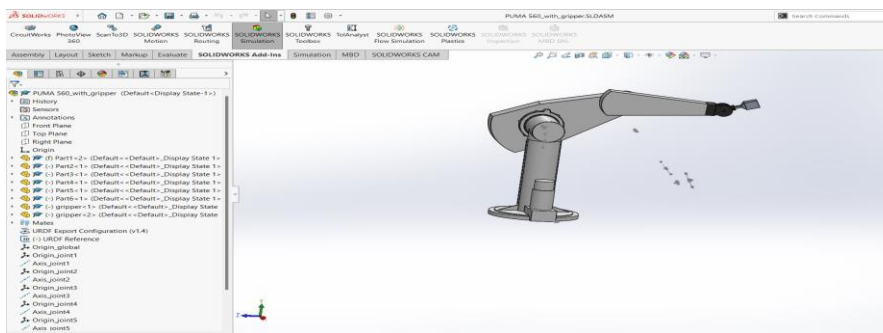 SOLIDWORKS
PUMA 560_with_gripper.SLDASM
Search Commands
CircuitWorks PhotoView 360 ScanTo3D SOLIDWORKS Motion SOLIDWORKS Routing SOLIDWORKS Simulation SOLIDWORKS Toolbox TolAnalyst SOLIDWORKS Flow Simulation SOLIDWORKS Plastics SOLIDWORKS Inspection SOLIDWORKS MBD SNL
Assembly Layout Sketch Markup Evaluate SOLIDWORKS Add-Ins Simulation MBD SOLIDWORKS CAM
PUMA 560_with_gripper (Default<Display State-1>)
History
Sensors
Annotations
Front Plane
Top Plane
Right Plane
Origin
(f) Part1<2> (Default<<Default>_Display State 1>
(-) Part2<1> (Default<<Default>_Display State 1>
(-) Part3<1> (Default<<Default>_Display State 1>
(-) Part4<1> (Default<<Default>_Display State 1>
(-) Part5<1> (Default<<Default>_Display State 1>
(-) Part6<1> (Default<<Default>_Display State 1>
(-) gripper<1> (Default<<Default>_Display State
(-) gripper<2> (Default<<Default>_Display State
Mates
URDF Export Configuration (v1.4)
(-) URDF Reference
Origin_global
Origin_joint1
Axis_joint1
Origin_joint2
Axis_joint2
Origin_joint3
Axis_joint3
Origin_joint4
Axis_joint4
Origin_joint5
Axis_joint5
Z